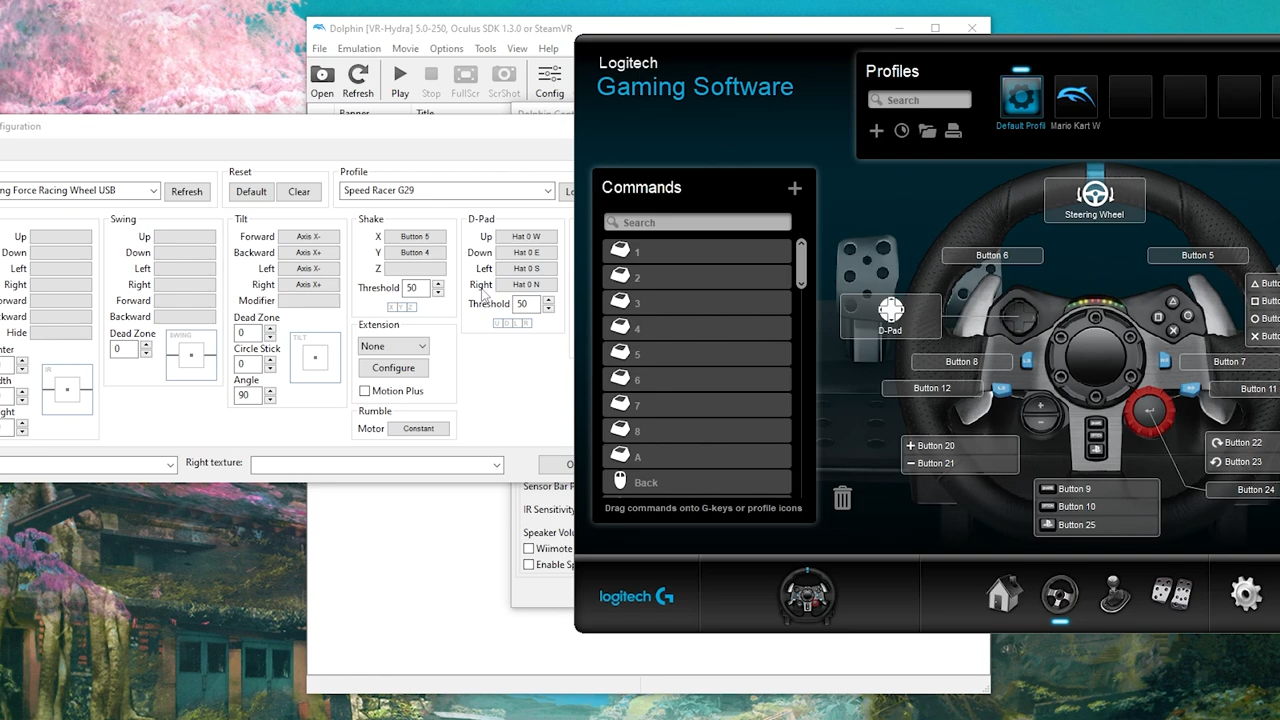 Dolphin [VR-Hydra] 5.0-250, Oculus SDK 1.3.0 or SteamVR
File Emulation Movie Options Tools View Help
Open Refresh Play Stop FullScr ScrShot Config
Banner Title
Reset
Profile
ng Force Racing Wheel USB
Refresh
Default
Clear
Speed Racer G29
Up
Down
Left
Right
orward
ackward
Hide
Swing
Up
Down
Left
Right
Forward
Backward
Dead Zone
0
SWING
IR
Tilt
Forward Axis X-
Backward Axis X+
Left Axis X-
Right Axis X+
Modifier
Dead Zone
0
Circle Stick
0
Angle
90
TILT
Shake
X Button 5
Y Button 4
Z
Threshold 50
X Y Z
Extension
None
Configure
Motion Plus
Rumble
Motor Constant
D-Pad
Up Hat 0 W
Down Hat 0 E
Left Hat 0 S
Right Hat 0 N
Threshold 50
U D L R
Right texture:
Sensor Bar P
IR Sensitivity
Speaker Volu
Wiimote
Enable Sp
Logitech
Gaming Software
Profiles
Search
Default Profil
Mario Kart W
Commands
Search
1
2
3
4
5
6
7
8
A
Back
Drag commands onto G-keys or profile icons
Steering Wheel
Button 6
Button 5
D-Pad
Button 8
Button 7
Button 12
Button 11
Button 20
Button 21
Button 22
Button 23
Button 24
Button 9
Button 10
Button 25
logitech G